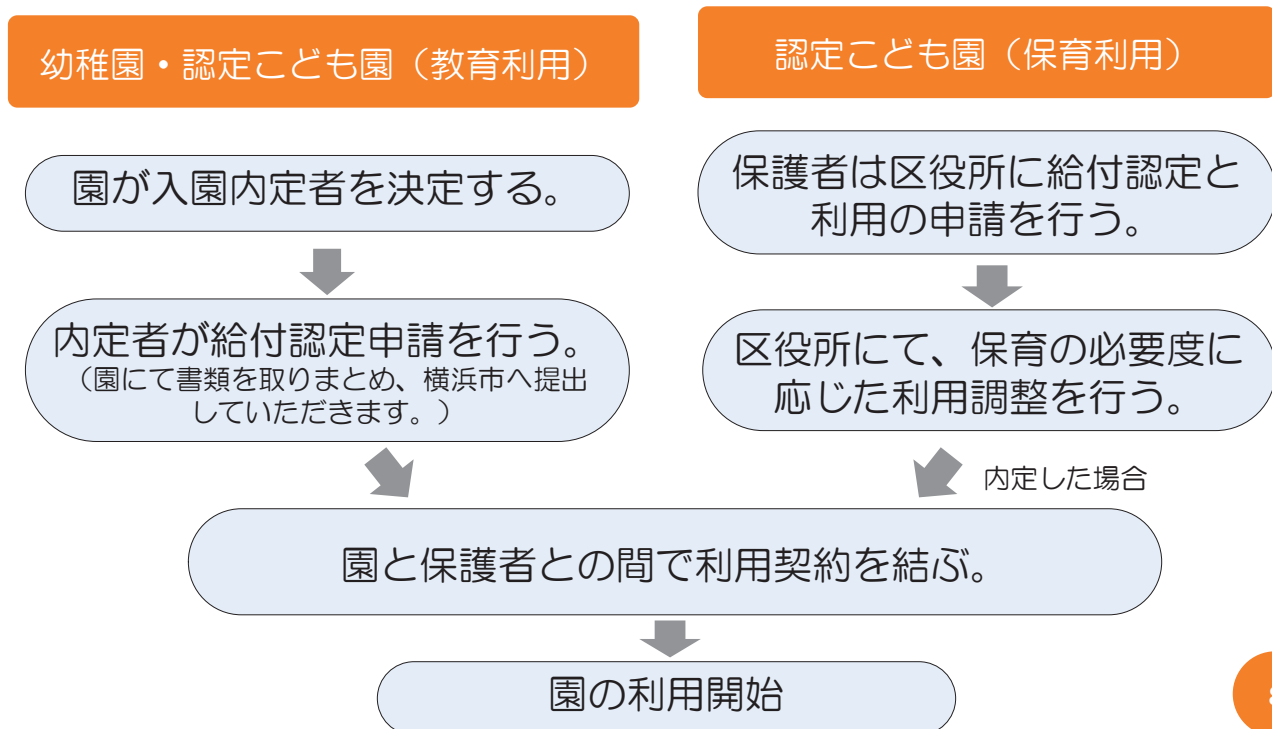 幼稚園・認定こども園（教育利用）
園が入園内定者を決定する。
内定者が給付認定申請を行う。
（園にて書類を取りまとめ、横浜市へ提出
していただきます。）
認定こども園（保育利用）
保護者は区役所に給付認定と
利用の申請を行う。
区役所にて、保育の必要度に
応じた利用調整を行う。
内定した場合
園と保護者との間で利用契約を結ぶ。
園の利用開始